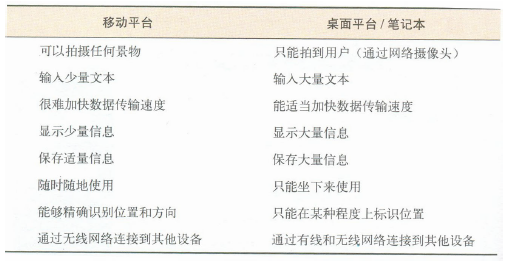 移动平台 桌面平台/笔记本
可以拍摄任何景物 只能拍到用户（通过网络摄像头）
输入少量文本 输入大量文本
很难加快数据传输速度 能适当加快数据传输速度
显示少量信息 显示大量信息
保存适量信息 保存大量信息
随时随地使用 只能坐下来使用
能够精确识别位置和方向 只能在某种程度上标识位置
通过无线网络连接到其他设备 通过有线和无线网络连接到其他设备